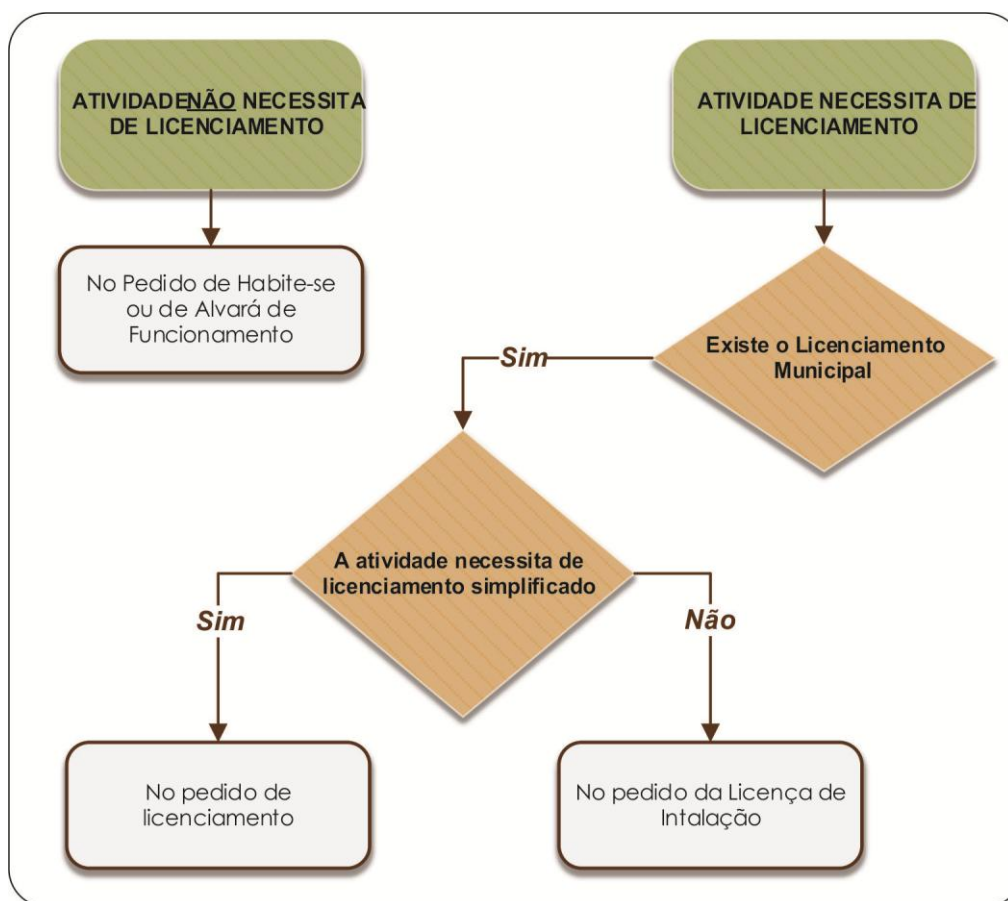 ATIVIDADE NÃO NECESSITA
DE LICENCIAMENTO
ATIVIDADE NECESSITA DE
LICENCIAMENTO
No Pedido de Habite-se
ou de Alvará de
Funcionamento
Existe o Licenciamento
Municipal
Sim
A atividade necessita de
licenciamento simplificado
Sim
Não
No pedido de
licenciamento
No pedido da Licença de
Intalação